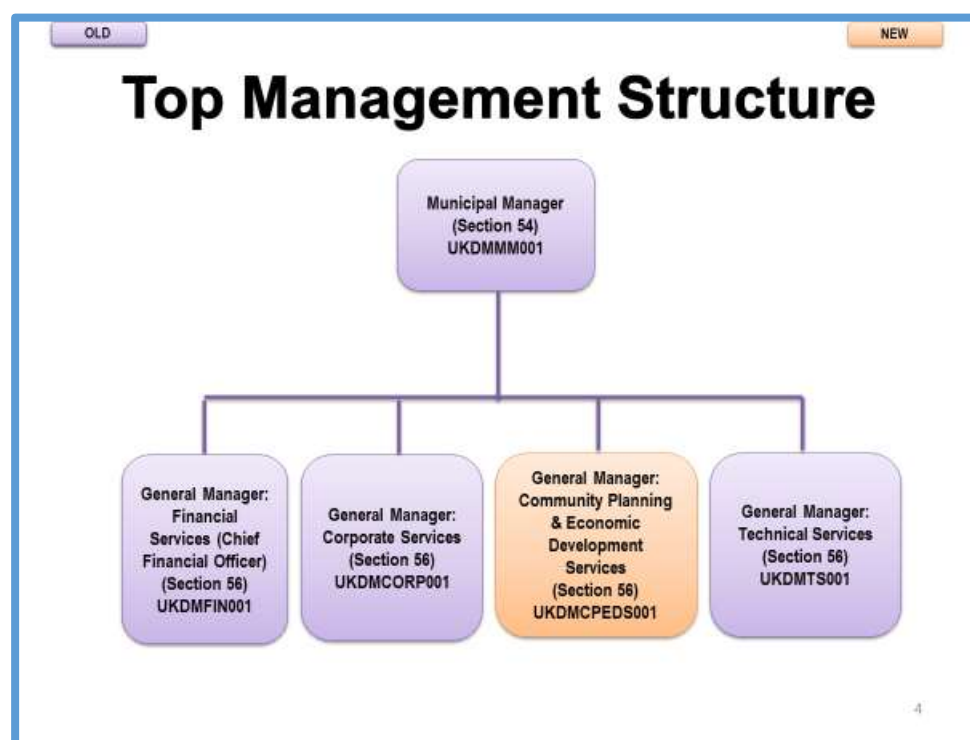 OLD
NEW
Top Management Structure
Municipal Manager
(Section 54)
UKDMMM001
General Manager:
Financial
Services (Chief
Financial Officer)
(Section 56)
UKDMFIN001
General Manager:
Corporate Services
(Section 56)
UKDMCORP001
General Manager:
Community Planning
& Economic
Development
Services
(Section 56)
UKDMCPEDS001
General Manager:
Technical Services
(Section 56)
UKDMTS001
4